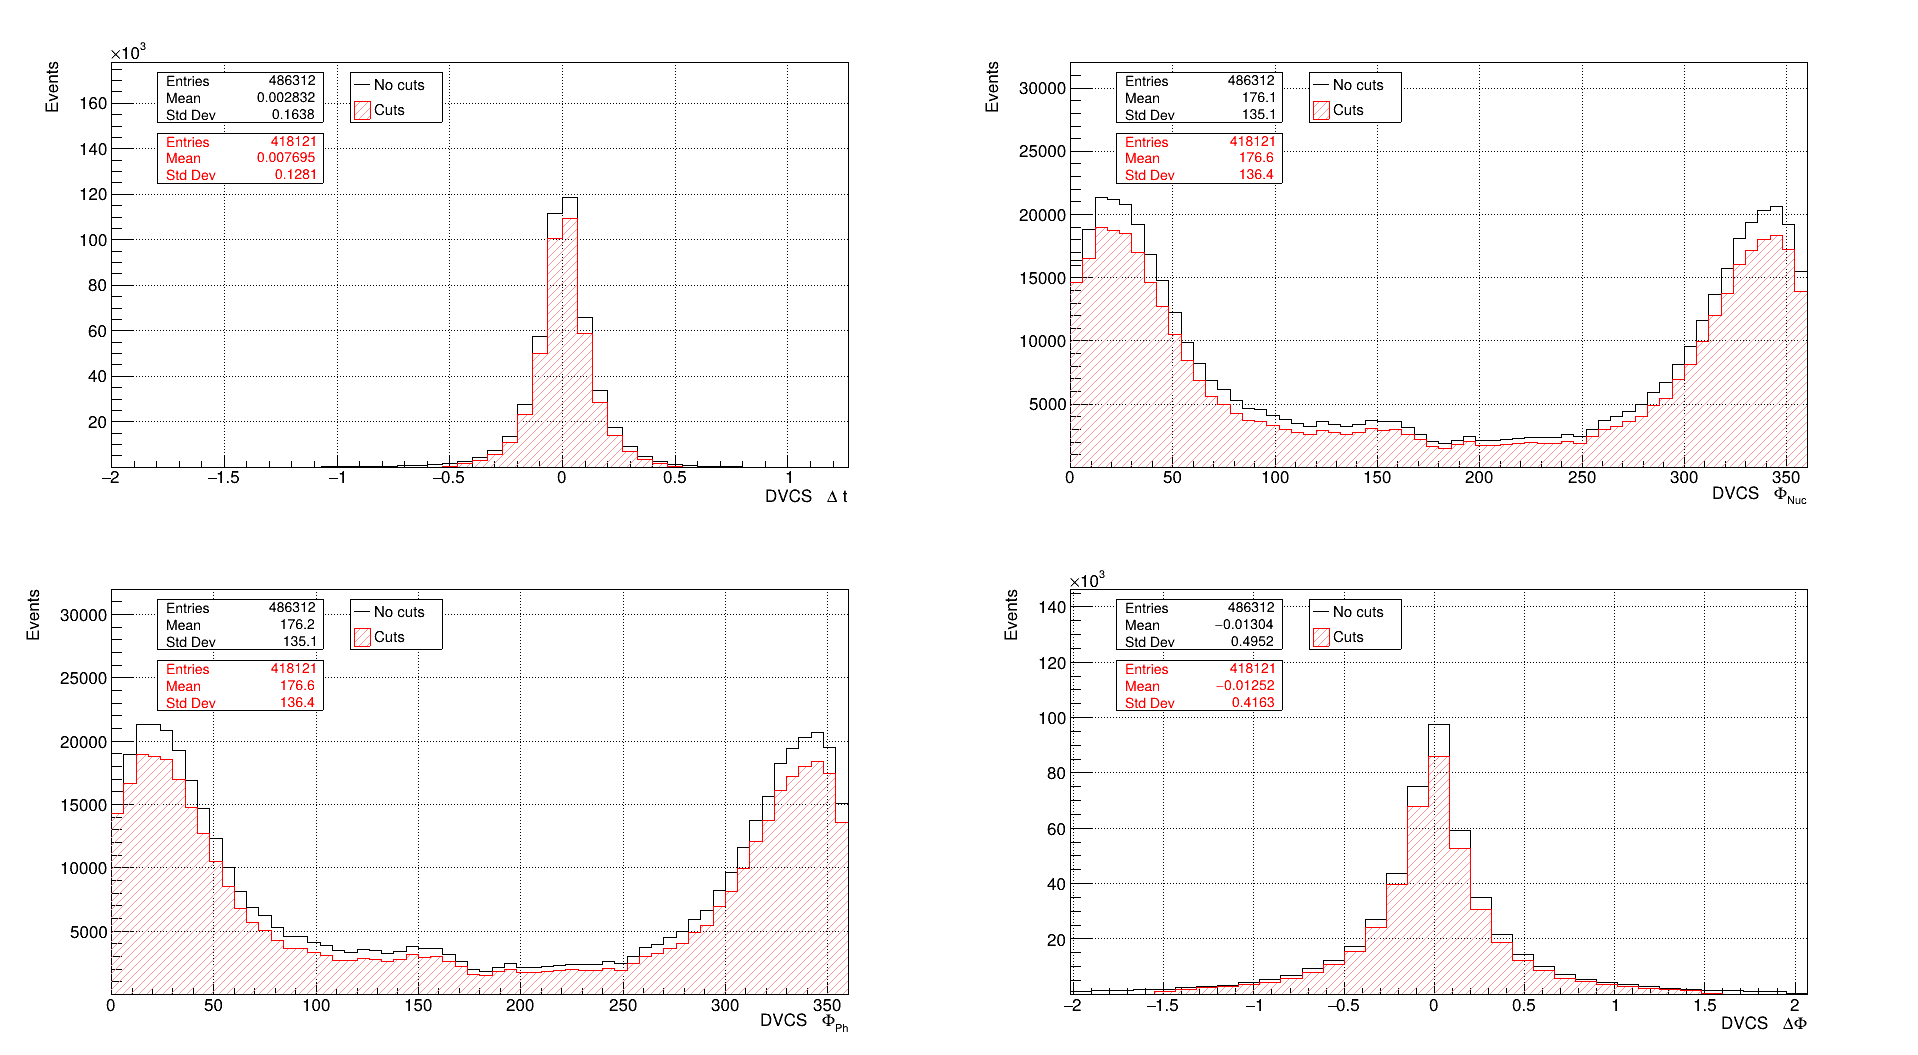 ×10³
Events
Entries 486312
Mean 0.002832
Std Dev 0.1638
Entries 418121
Mean 0.007695
Std Dev 0.1281
No cuts
Cuts
160
140
120
100
80
60
40
20
−2 −1.5 −1 −0.5 0 0.5 1
DVCS Δ t
Events
Entries 486312
Mean 176.1
Std Dev 135.1
Entries 418121
Mean 176.6
Std Dev 136.4
No cuts
Cuts
30000
25000
20000
15000
10000
5000
0 50 100 150 200 250 300 350
DVCS Φ_Nuc
Events
Entries 486312
Mean 176.2
Std Dev 135.1
Entries 418121
Mean 176.6
Std Dev 136.4
No cuts
Cuts
30000
25000
20000
15000
10000
5000
0 50 100 150 200 250 300 350
DVCS Φ_Ph
×10³
Events
Entries 486312
Mean −0.01304
Std Dev 0.4952
Entries 418121
Mean −0.01252
Std Dev 0.4163
No cuts
Cuts
140
120
100
80
60
40
20
−2 −1.5 −1 −0.5 0 0.5 1 1.5 2
DVCS ΔΦ